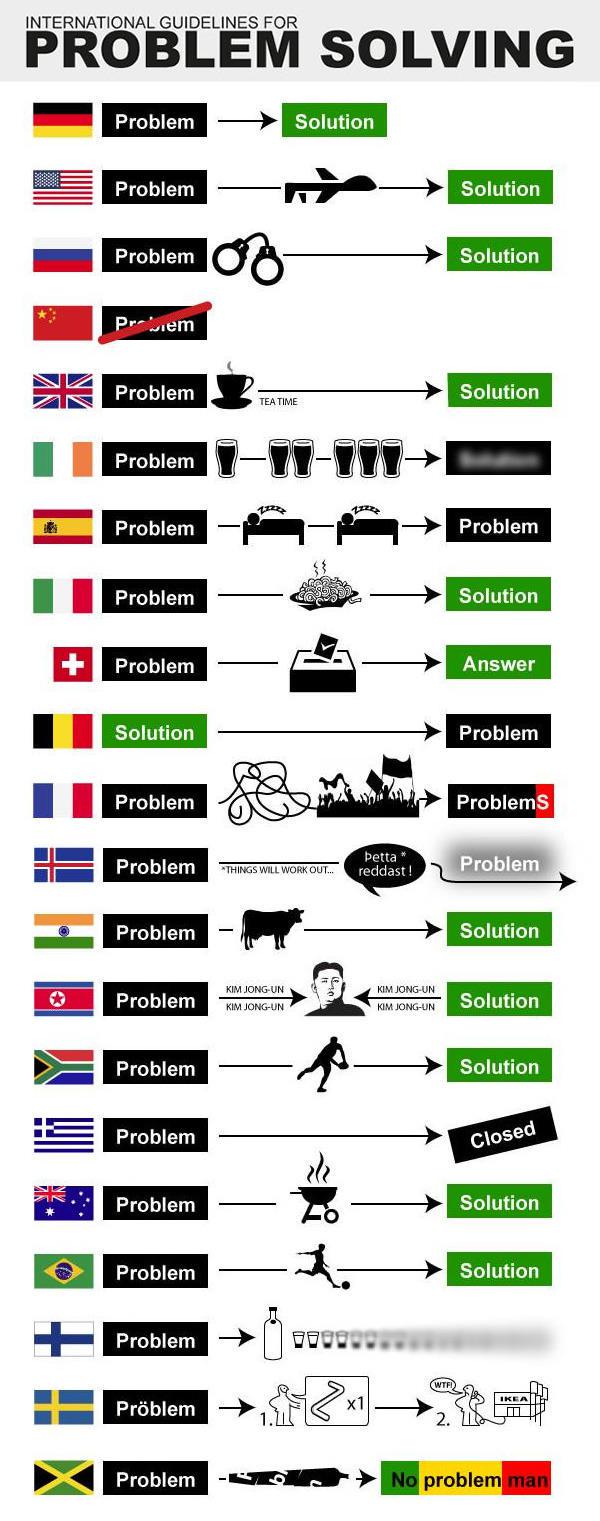 INTERNATIONAL GUIDELINES FOR
PROBLEM SOLVING
Problem Solution
Problem Solution
Problem Solution
Problem
Problem TEA TIME Solution
Problem Solution
Problem Problem
Problem Solution
Problem Answer
Solution Problem
Problem ProblemS
Problem *THINGS WILL WORK OUT... Þetta * Problem
reddast!
Problem Solution
KIM JONG-UN KIM JONG-UN
Problem Solution
KIM JONG-UN KIM JONG-UN
Problem Solution
Problem Closed
Problem Solution
Problem Solution
Problem
WTF!
Pröblem x1 IKEA
1. 2.
Problem No problem man